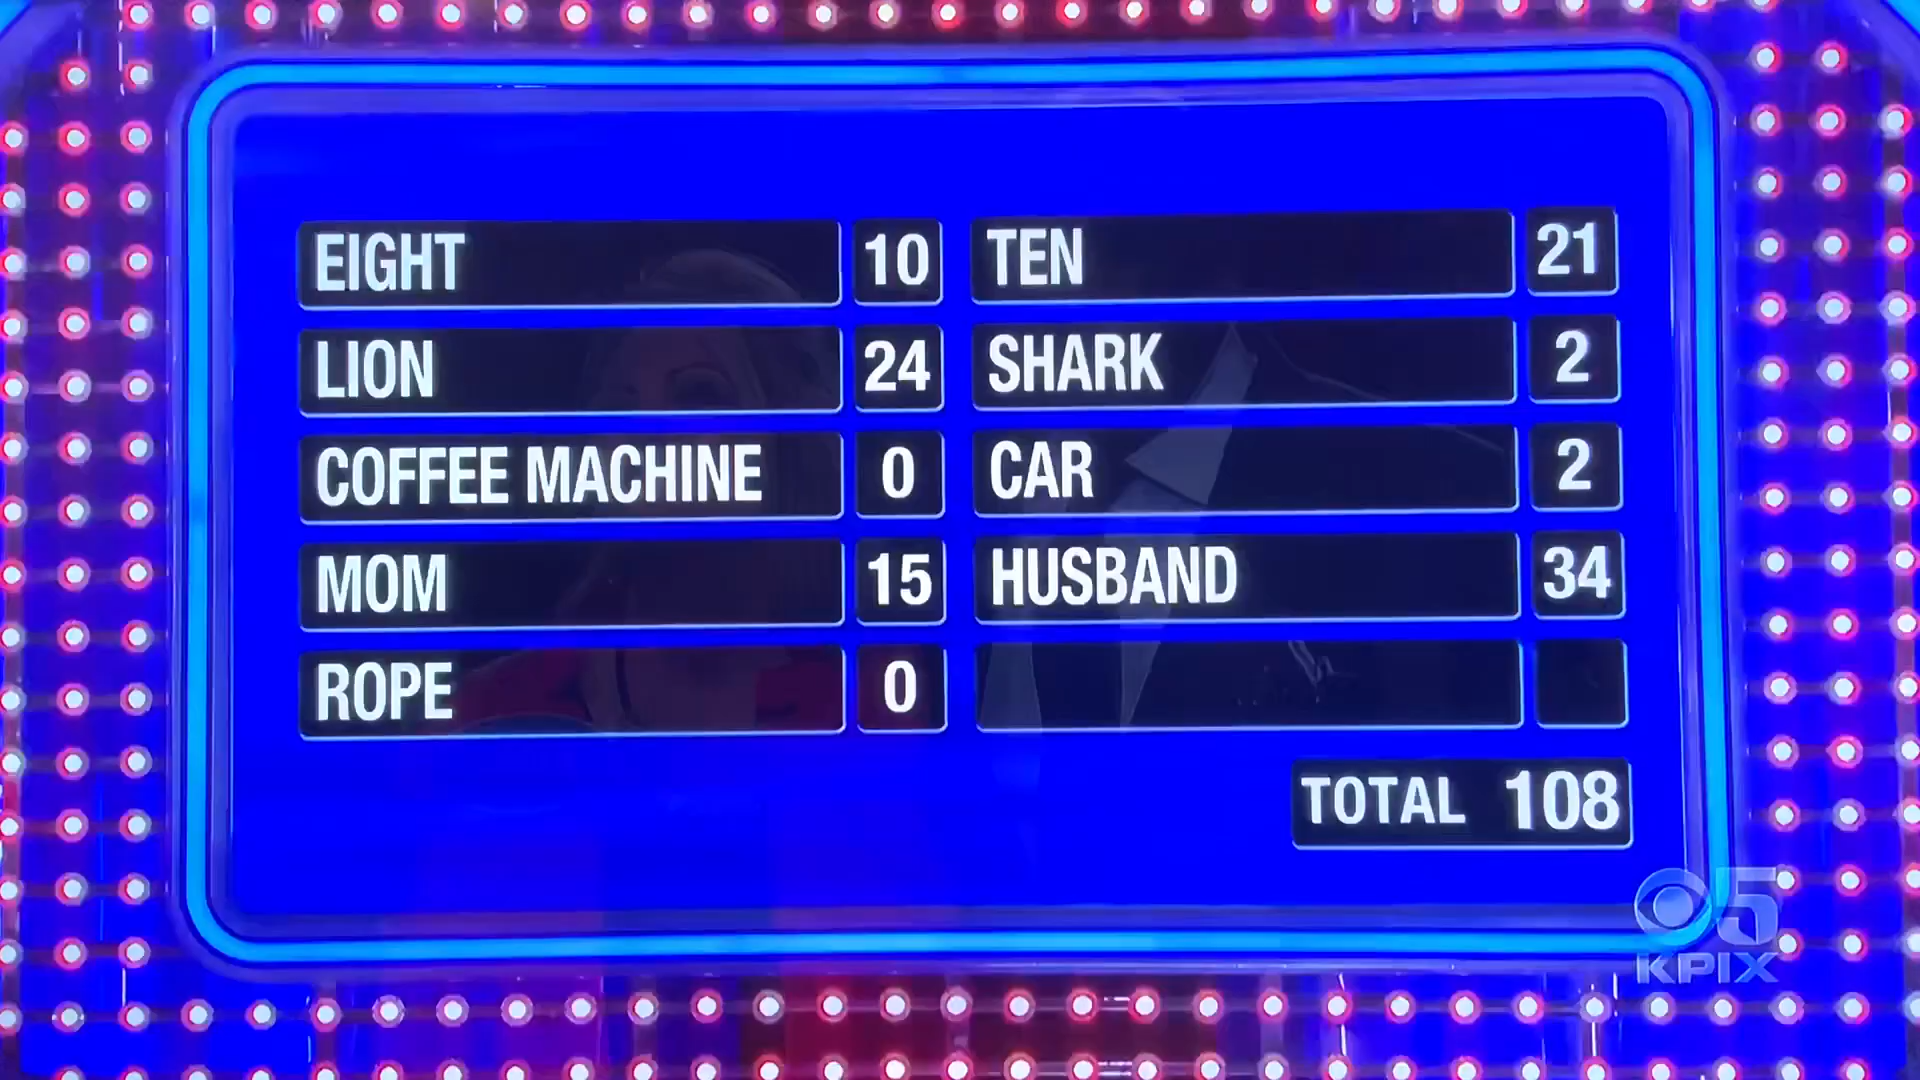 EIGHT 10
LION 24
COFFEE MACHINE 0
MOM 15
ROPE 0
TEN 21
SHARK 2
CAR 2
HUSBAND 34
TOTAL 108
5
KPIX